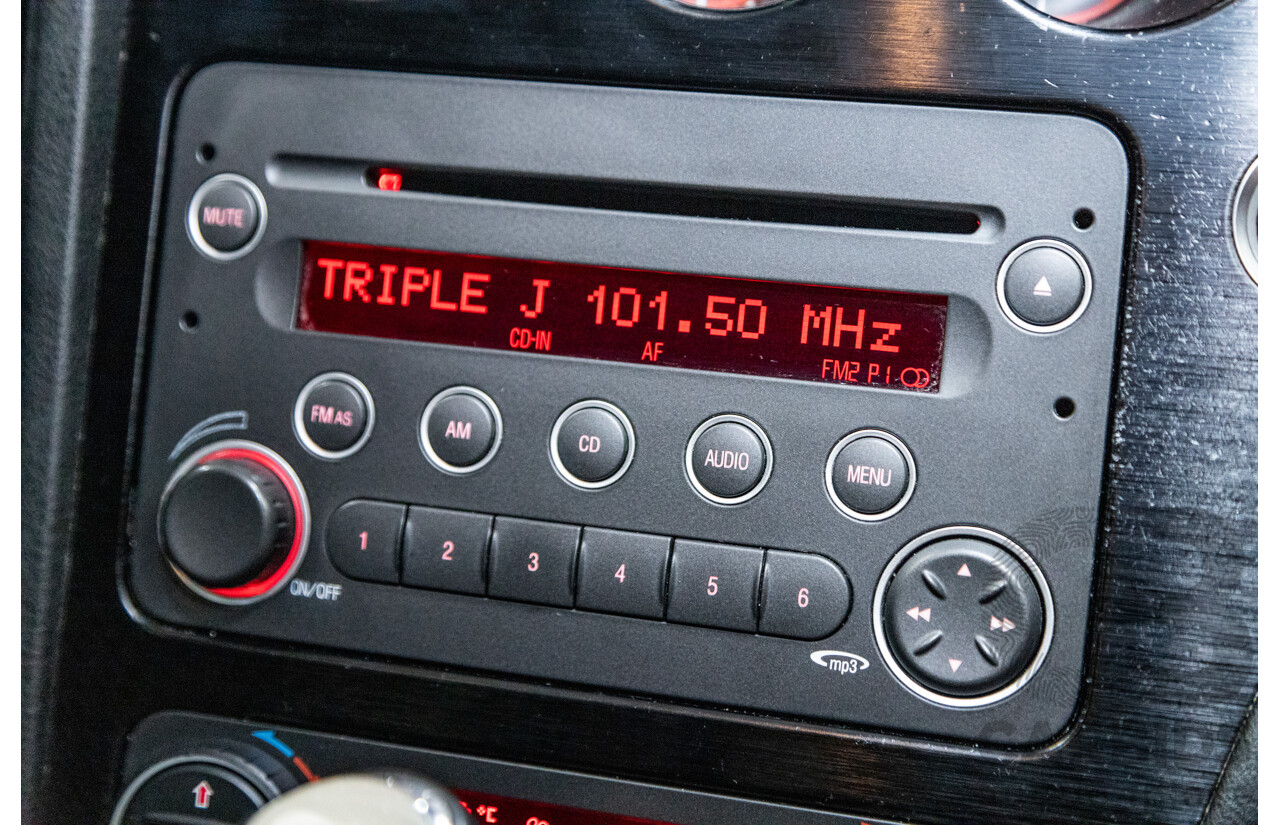 MUTE
TRIPLE J 101.50 MHz
CD-IN AF FM2 P1
FM AS AM CD AUDIO MENU
1 2 3 4 5 6
ON/OFF
mp3
°C